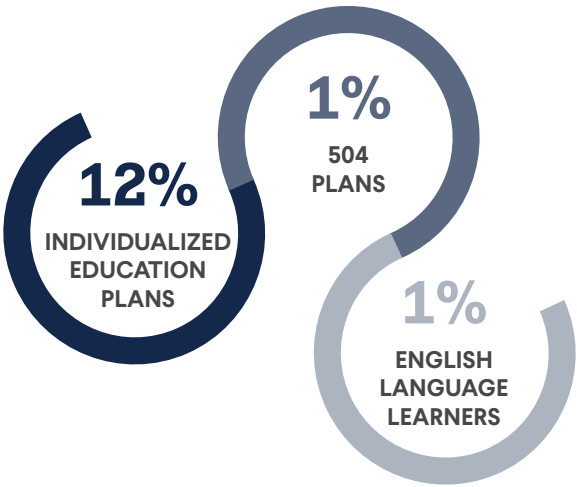 12%
INDIVIDUALIZED
EDUCATION
PLANS
1%
504
PLANS
1%
ENGLISH
LANGUAGE
LEARNERS